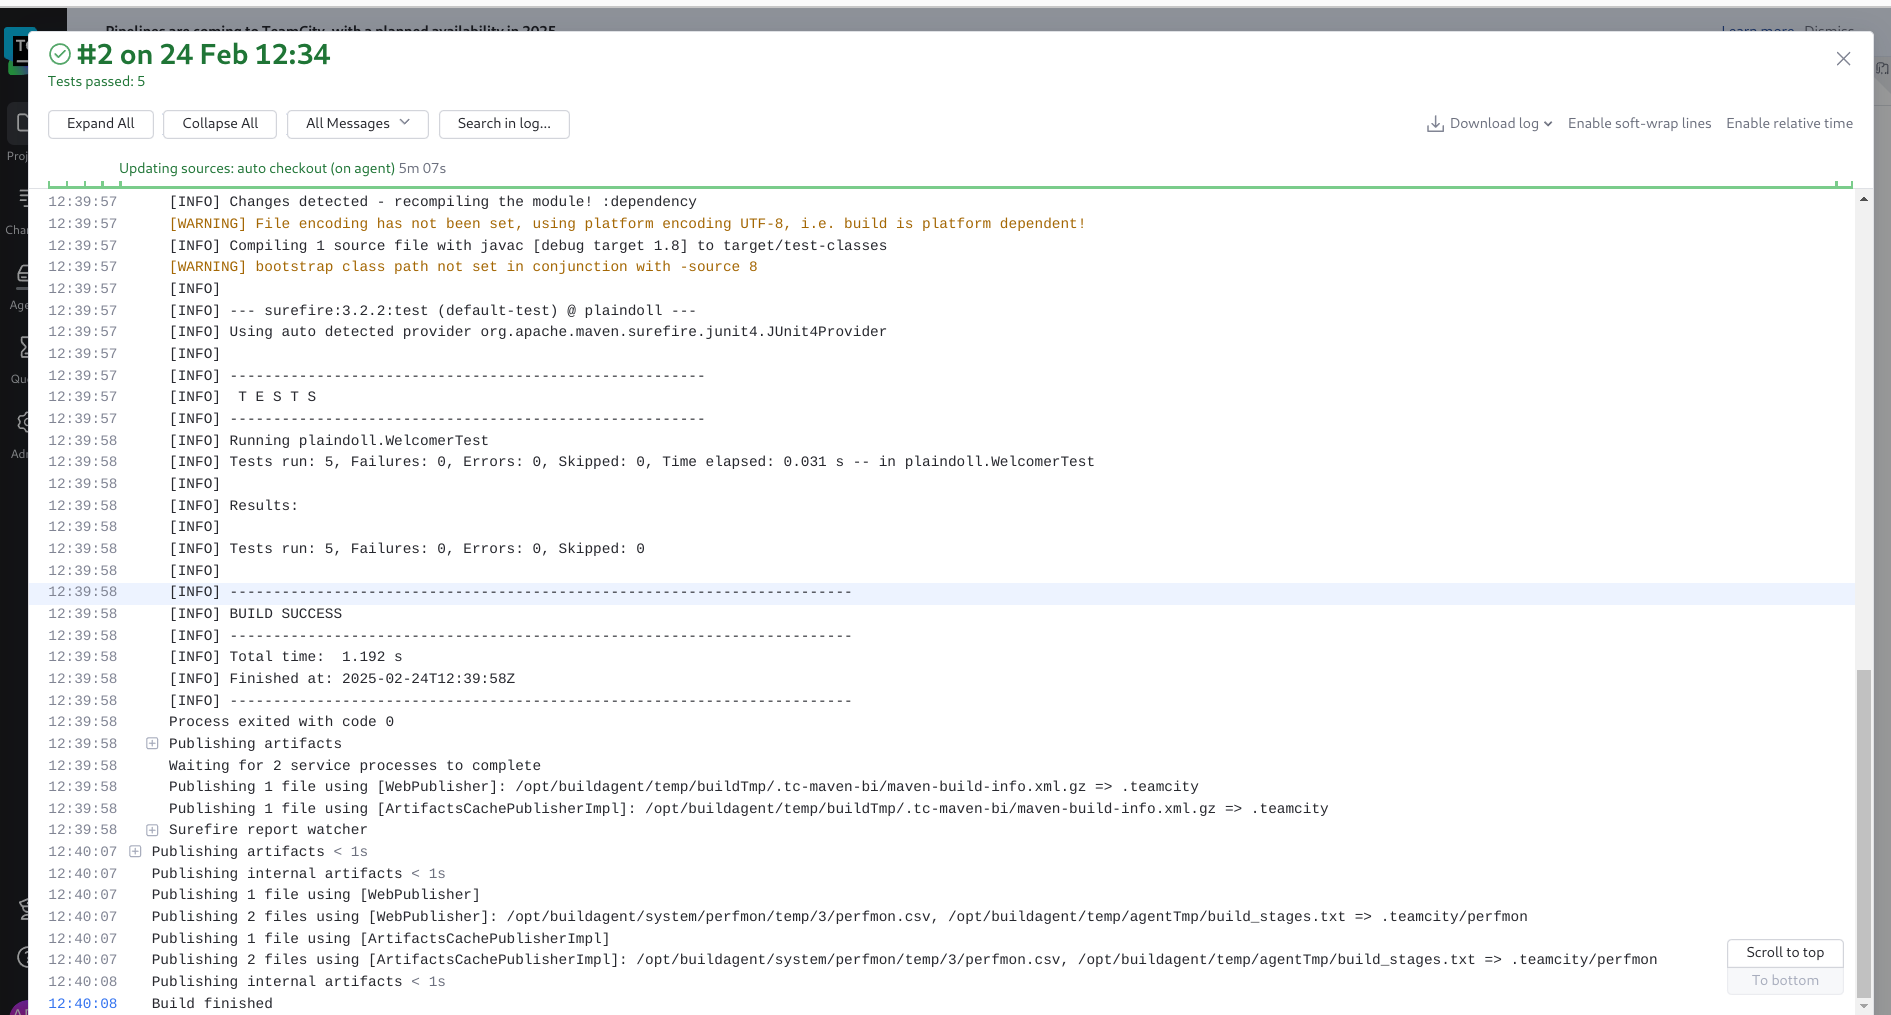 Pipelines are coming to TeamCity, with a planned availability in 2025
Learn more Dismiss
#2 on 24 Feb 12:34
Tests passed: 5
Expand All
Collapse All
All Messages
Search in log...
Download log
Enable soft-wrap lines
Enable relative time
Updating sources: auto checkout (on agent) 5m 07s
12:39:57 [INFO] Changes detected - recompiling the module! :dependency
12:39:57 [WARNING] File encoding has not been set, using platform encoding UTF-8, i.e. build is platform dependent!
12:39:57 [INFO] Compiling 1 source file with javac [debug target 1.8] to target/test-classes
12:39:57 [WARNING] bootstrap class path not set in conjunction with -source 8
12:39:57 [INFO]
12:39:57 [INFO] --- surefire:3.2.2:test (default-test) @ plaindoll ---
12:39:57 [INFO] Using auto detected provider org.apache.maven.surefire.junit4.JUnit4Provider
12:39:57 [INFO]
12:39:57 [INFO] -------------------------------------------------------
12:39:57 [INFO]  T E S T S
12:39:57 [INFO] -------------------------------------------------------
12:39:58 [INFO] Running plaindoll.WelcomerTest
12:39:58 [INFO] Tests run: 5, Failures: 0, Errors: 0, Skipped: 0, Time elapsed: 0.031 s -- in plaindoll.WelcomerTest
12:39:58 [INFO]
12:39:58 [INFO] Results:
12:39:58 [INFO]
12:39:58 [INFO] Tests run: 5, Failures: 0, Errors: 0, Skipped: 0
12:39:58 [INFO]
12:39:58 [INFO] ------------------------------------------------------------------------
12:39:58 [INFO] BUILD SUCCESS
12:39:58 [INFO] ------------------------------------------------------------------------
12:39:58 [INFO] Total time:  1.192 s
12:39:58 [INFO] Finished at: 2025-02-24T12:39:58Z
12:39:58 [INFO] ------------------------------------------------------------------------
12:39:58 Process exited with code 0
12:39:58 Publishing artifacts
12:39:58 Waiting for 2 service processes to complete
12:39:58 Publishing 1 file using [WebPublisher]: /opt/buildagent/temp/buildTmp/.tc-maven-bi/maven-build-info.xml.gz => .teamcity
12:39:58 Publishing 1 file using [ArtifactsCachePublisherImpl]: /opt/buildagent/temp/buildTmp/.tc-maven-bi/maven-build-info.xml.gz => .teamcity
12:39:58 Surefire report watcher
12:40:07 Publishing artifacts < 1s
12:40:07 Publishing internal artifacts < 1s
12:40:07 Publishing 1 file using [WebPublisher]
12:40:07 Publishing 2 files using [WebPublisher]: /opt/buildagent/system/perfmon/temp/3/perfmon.csv, /opt/buildagent/temp/agentTmp/build_stages.txt => .teamcity/perfmon
12:40:07 Publishing 1 file using [ArtifactsCachePublisherImpl]
12:40:07 Publishing 2 files using [ArtifactsCachePublisherImpl]: /opt/buildagent/system/perfmon/temp/3/perfmon.csv, /opt/buildagent/temp/agentTmp/build_stages.txt => .teamcity/perfmon
12:40:08 Publishing internal artifacts < 1s
12:40:08 Build finished
Scroll to top
To bottom